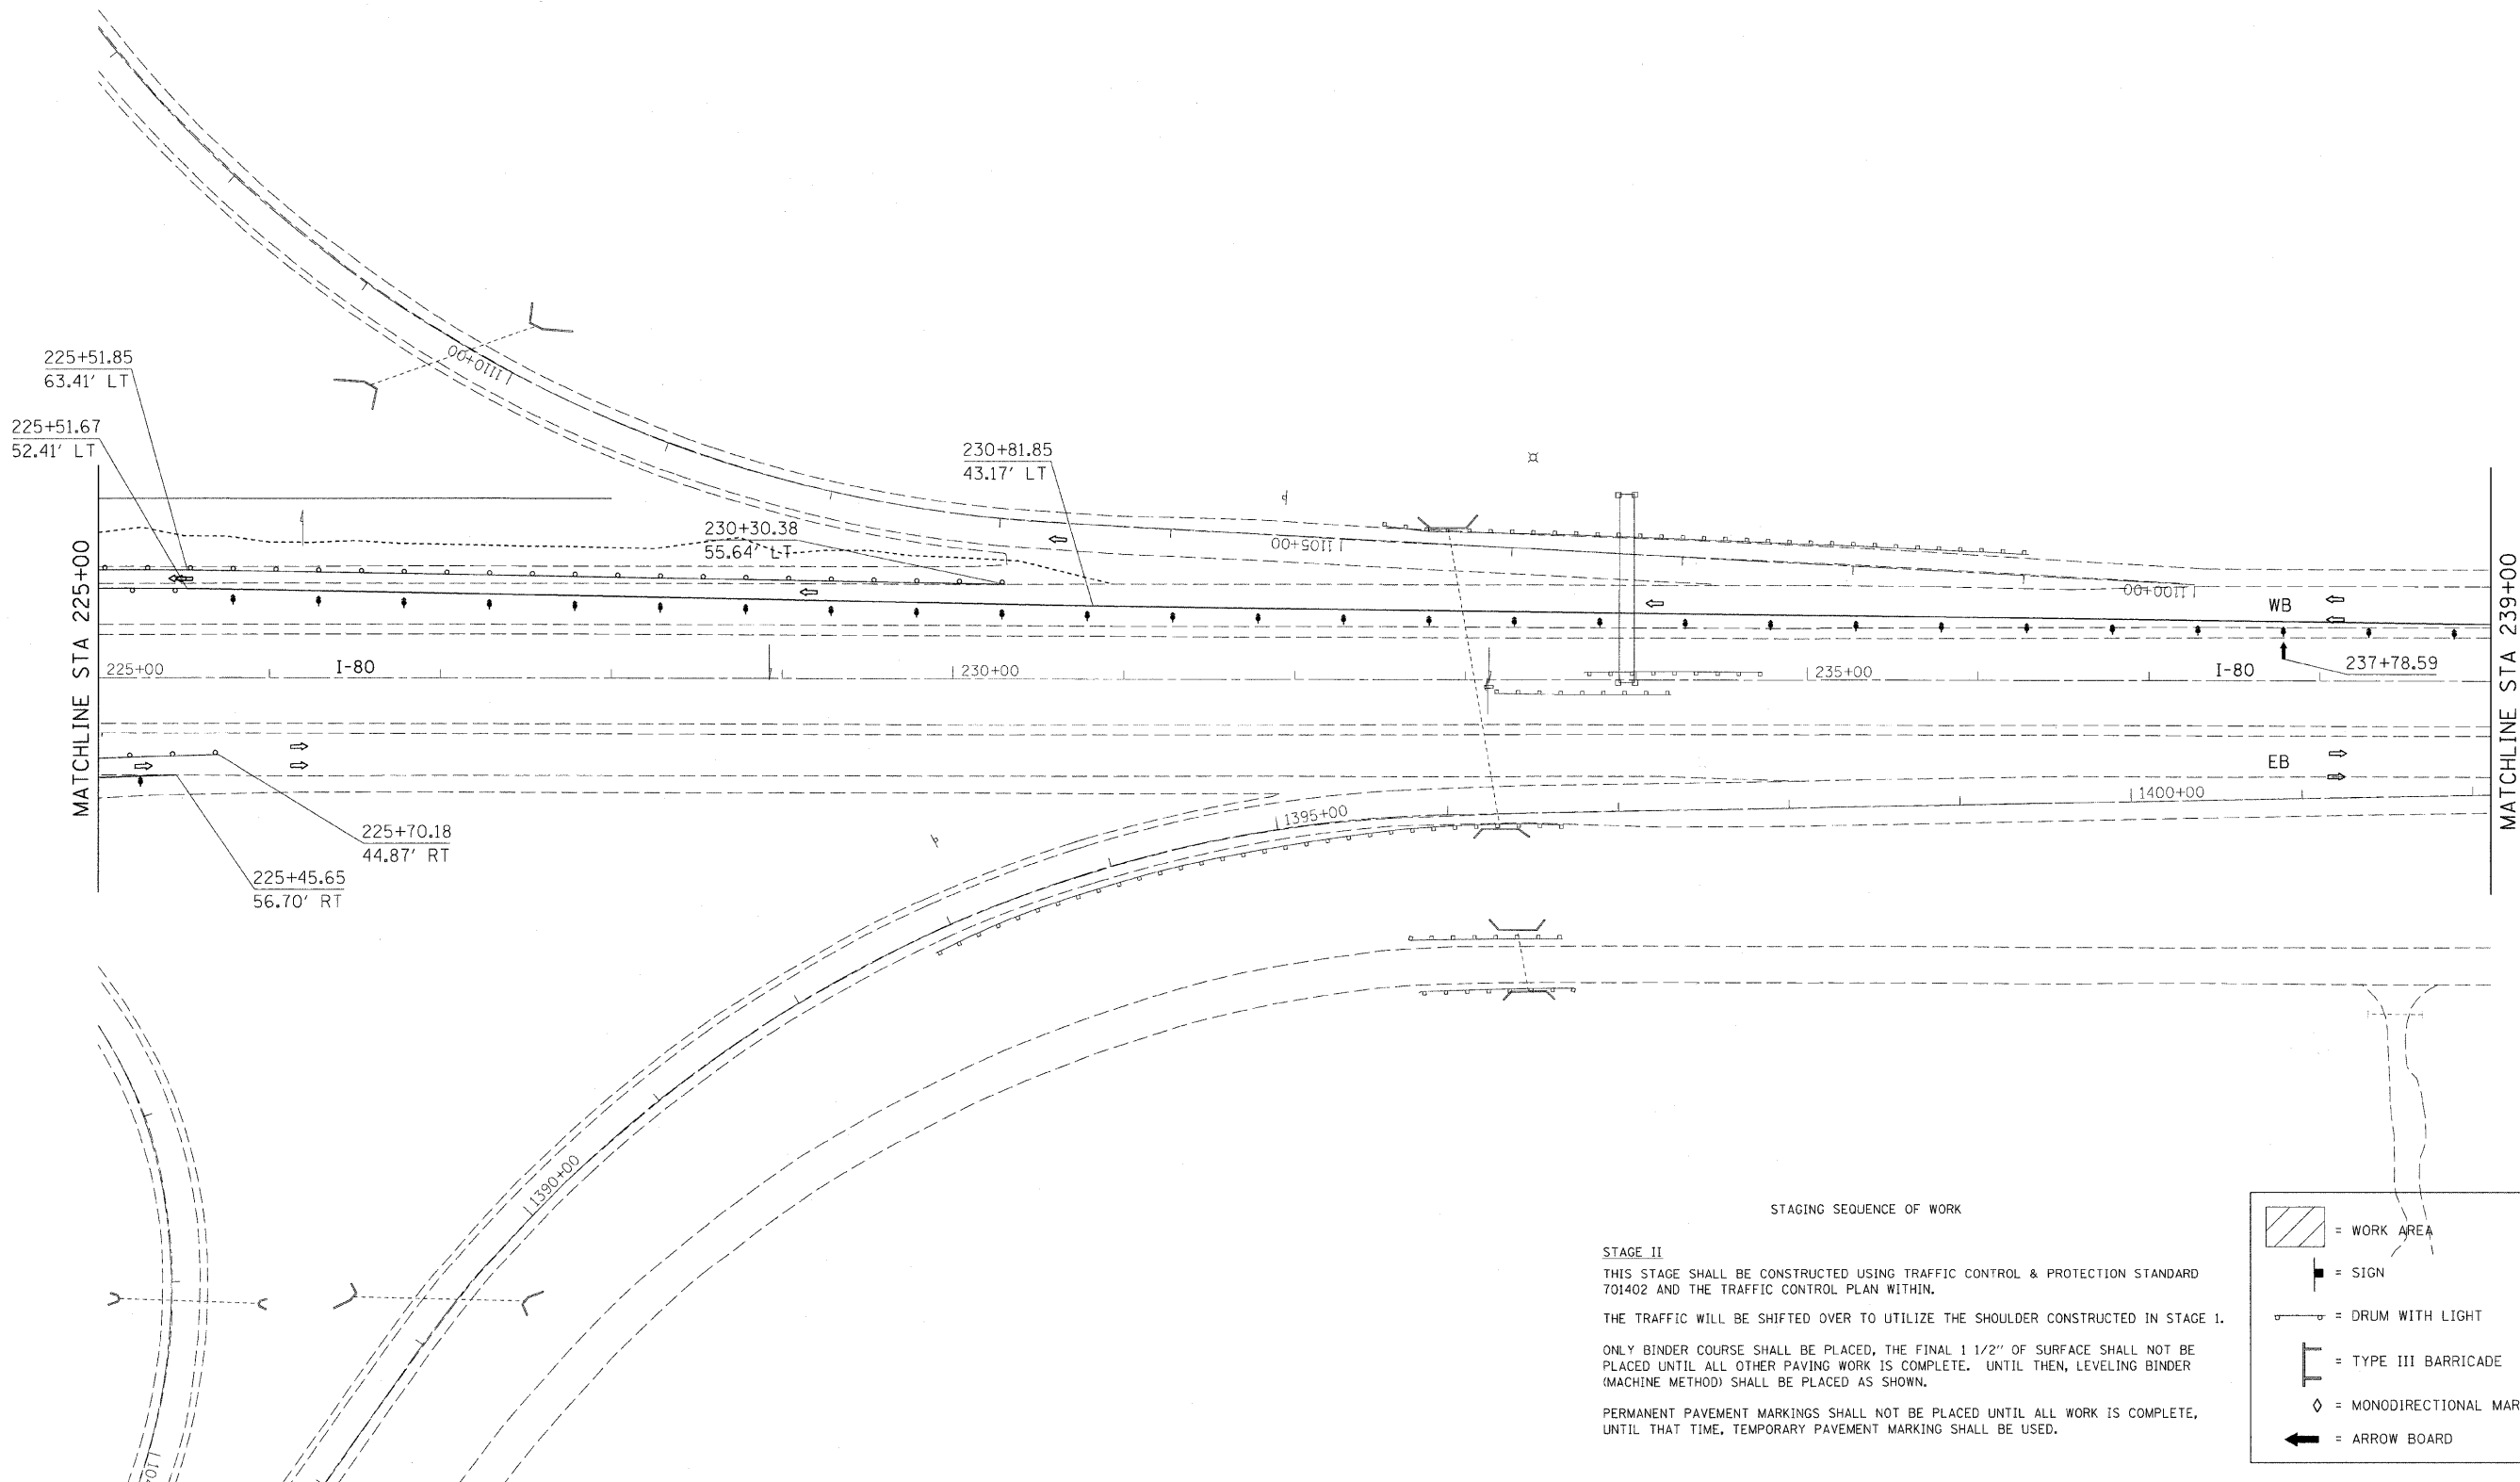 225+51.85
63.41' LT
225+51.67
52.41' LT
1110+00
230+81.85
43.17' LT
230+30.38
55.64' LT
1105+00
1100+00
WB
MATCHLINE STA 225+00
225+00
I-80
230+00
235+00
I-80
237+78.59
MATCHLINE STA 239+00
EB
1400+00
1395+00
225+70.18
44.87' RT
225+45.65
56.70' RT
1390+00
STAGING SEQUENCE OF WORK
STAGE II
THIS STAGE SHALL BE CONSTRUCTED USING TRAFFIC CONTROL & PROTECTION STANDARD
701402 AND THE TRAFFIC CONTROL PLAN WITHIN.
THE TRAFFIC WILL BE SHIFTED OVER TO UTILIZE THE SHOULDER CONSTRUCTED IN STAGE 1.
ONLY BINDER COURSE SHALL BE PLACED, THE FINAL 1 1/2" OF SURFACE SHALL NOT BE
PLACED UNTIL ALL OTHER PAVING WORK IS COMPLETE. UNTIL THEN, LEVELING BINDER
(MACHINE METHOD) SHALL BE PLACED AS SHOWN.
PERMANENT PAVEMENT MARKINGS SHALL NOT BE PLACED UNTIL ALL WORK IS COMPLETE,
UNTIL THAT TIME, TEMPORARY PAVEMENT MARKING SHALL BE USED.
= WORK AREA
= SIGN
= DRUM WITH LIGHT
= TYPE III BARRICADE
= MONODIRECTIONAL MAR
= ARROW BOARD